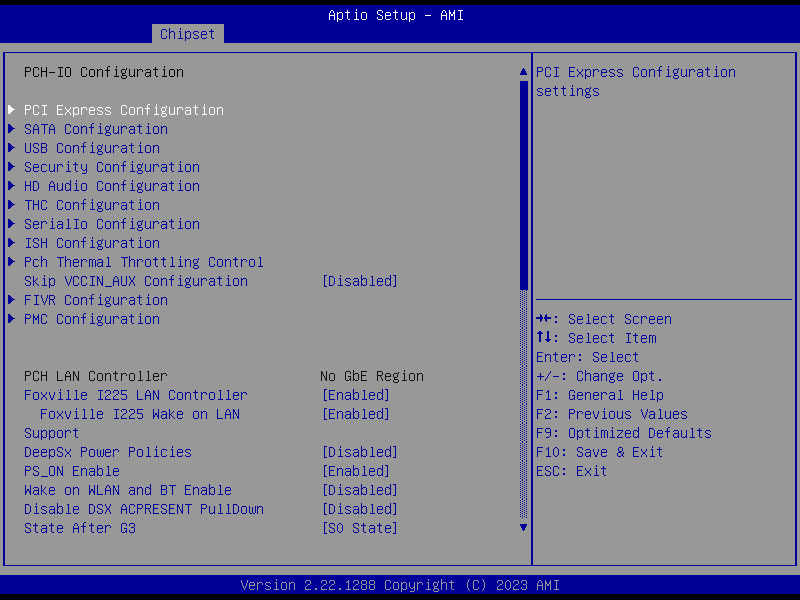 Aptio Setup - AMI
Chipset
PCH-IO Configuration
PCI Express Configuration
SATA Configuration
USB Configuration
Security Configuration
HD Audio Configuration
THC Configuration
SerialIo Configuration
ISH Configuration
Pch Thermal Throttling Control
Skip VCCIN_AUX Configuration [Disabled]
FIVR Configuration
PMC Configuration
PCH LAN Controller No GbE Region
Foxville I225 LAN Controller [Enabled]
Foxville I225 Wake on LAN [Enabled]
Support
DeepSx Power Policies [Disabled]
PS_ON Enable [Enabled]
Wake on WLAN and BT Enable [Disabled]
Disable DSX ACPRESENT PullDown [Disabled]
State After G3 [S0 State]
PCI Express Configuration
settings
→←: Select Screen
↑↓: Select Item
Enter: Select
+/-: Change Opt.
F1: General Help
F2: Previous Values
F9: Optimized Defaults
F10: Save & Exit
ESC: Exit
Version 2.22.1288 Copyright (C) 2023 AMI